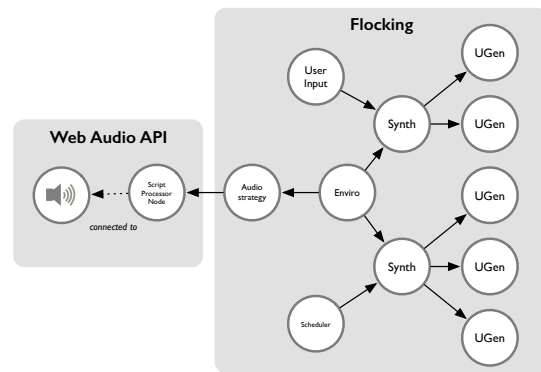 Flocking
UGen
User
Input
Synth
UGen
Web Audio API
Script
Processor
Node
Audio
strategy
Enviro
UGen
connected to
Synth
UGen
Scheduler
UGen